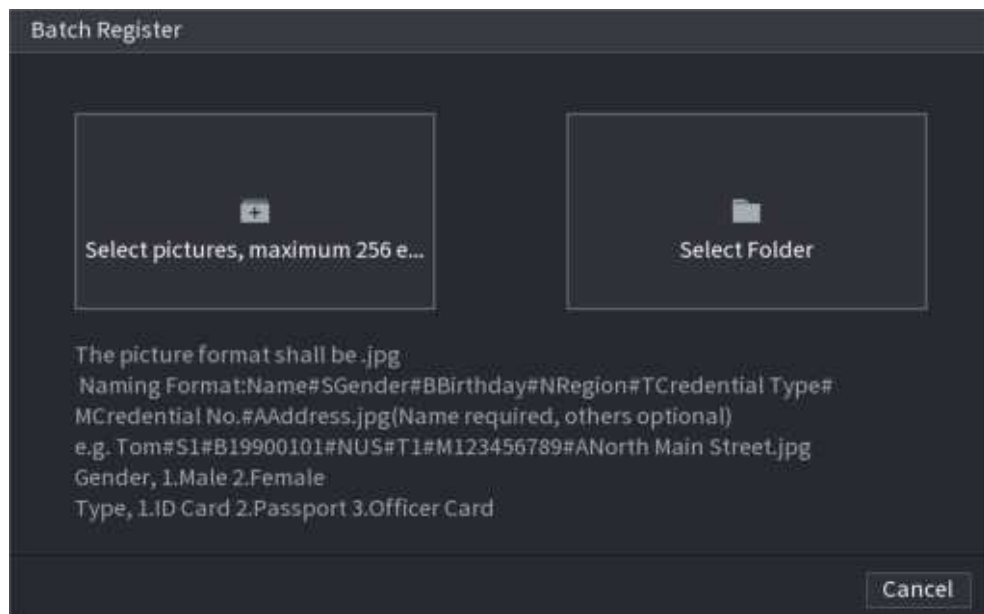 Batch Register
Select pictures, maximum 256 e...
Select Folder
The picture format shall be .jpg
Naming Format:Name#SGender#BBirthday#NRegion#TCredential Type#
MCredential No.#AAddress.jpg(Name required, others optional)
e.g. Tom#S1#B19900101#NUS#T1#M123456789#ANorth Main Street.jpg
Gender, 1.Male 2.Female
Type, 1.ID Card 2.Passport 3.Officer Card
Cancel